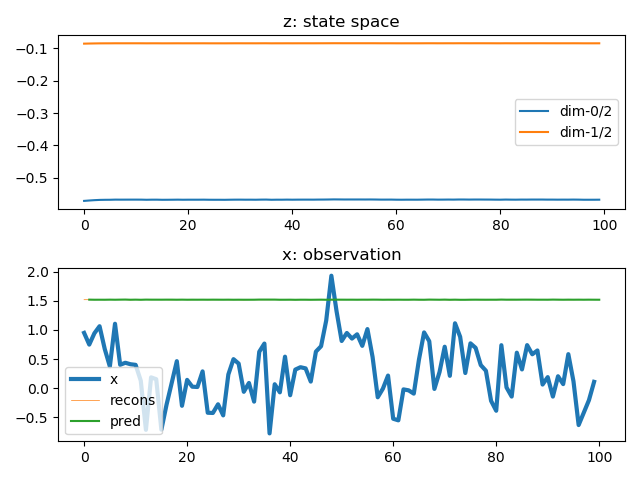 z: state space
−0.1
−0.2
−0.3
−0.4
−0.5
dim-0/2
dim-1/2
0 20 40 60 80 100
x: observation
2.0
1.5
1.0
0.5
0.0
−0.5
x
recons
pred
0 20 40 60 80 100